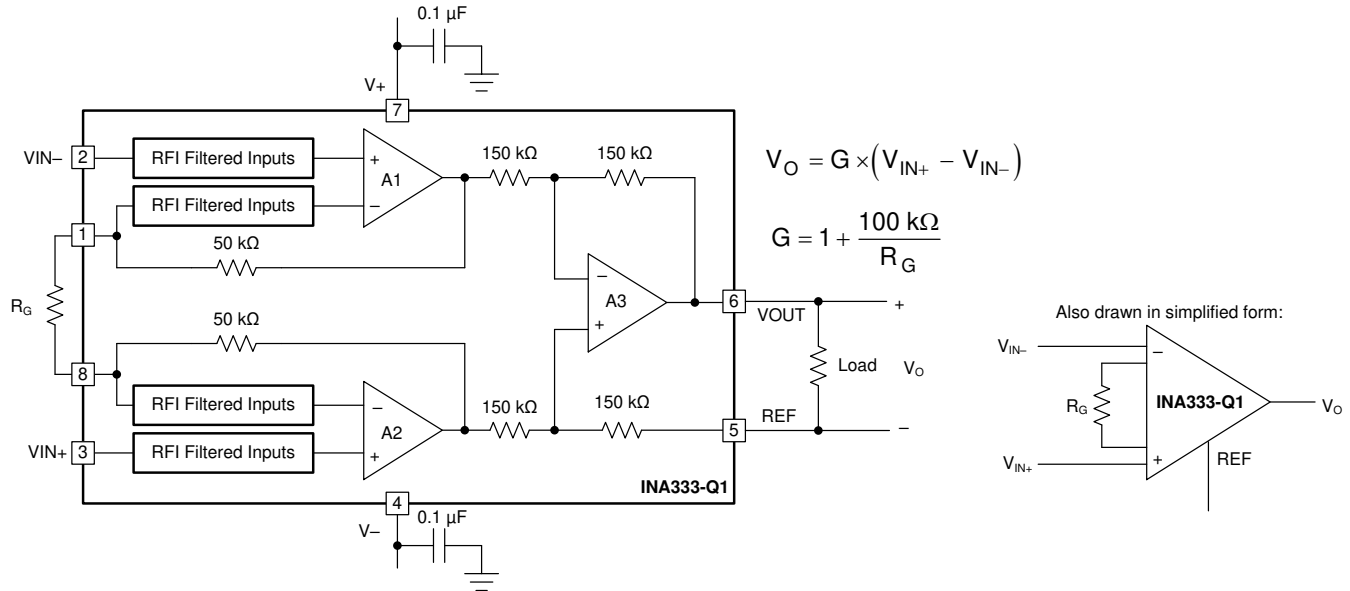 0.1 µF
V+
7
VIN– 2 RFI Filtered Inputs + A1 150 kΩ 150 kΩ
RFI Filtered Inputs –
1
50 kΩ
R_G
– A3 +
6
VOUT
+
50 kΩ
8
Load V_O
RFI Filtered Inputs – A2 150 kΩ 150 kΩ REF 5 –
VIN+ 3 RFI Filtered Inputs +
INA333-Q1
4
V–
0.1 µF
V_O = G × (V_IN+ – V_IN–)
G = 1 + 100 kΩ / R_G
Also drawn in simplified form:
V_IN– –
R_G INA333-Q1 V_O
V_IN+ + REF